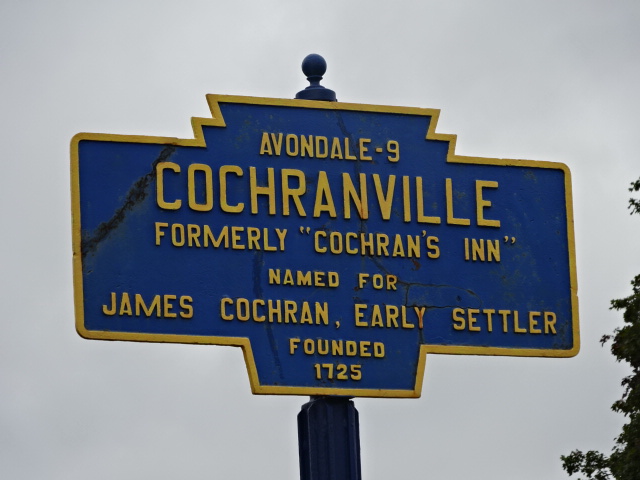 AVONDALE-9
COCHRANVILLE
FORMERLY "COCHRAN'S INN"
NAMED FOR
JAMES COCHRAN, EARLY SETTLER
FOUNDED
1725